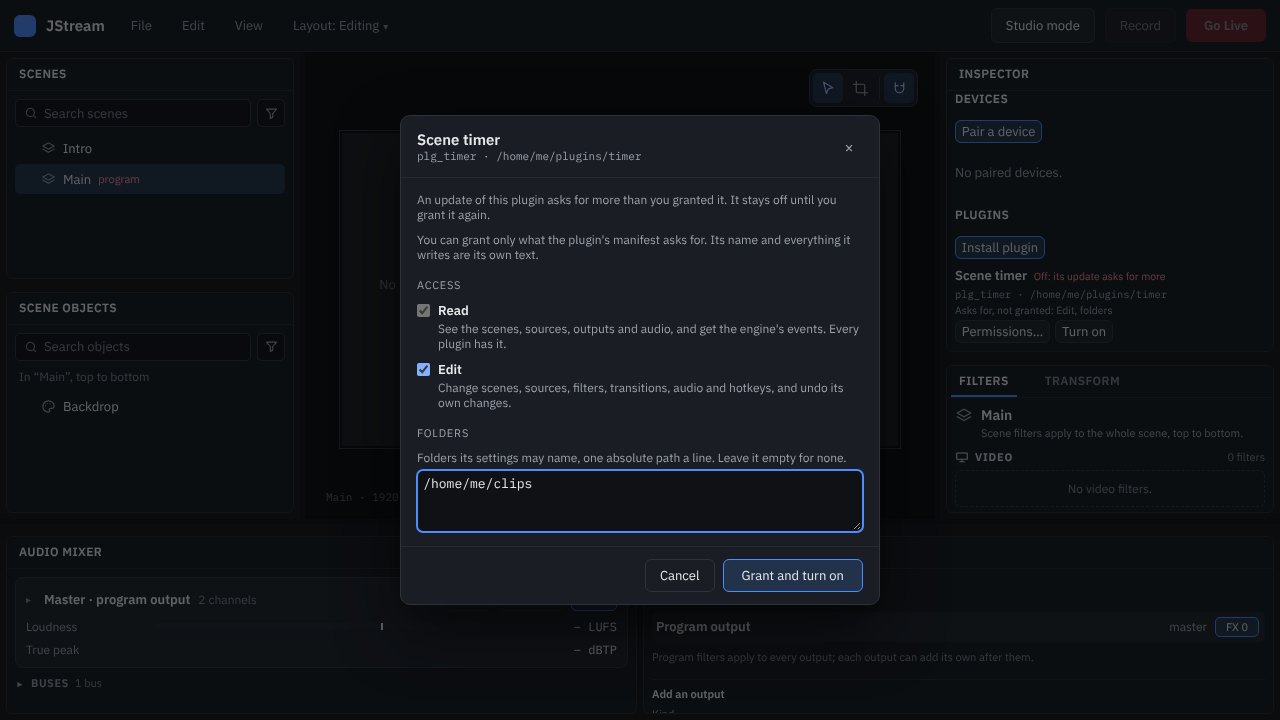 JStream File Edit View Layout: Editing ▾ Studio mode Record Go Live
SCENES
Search scenes
Intro
Main program
SCENE OBJECTS
Search objects
In “Main”, top to bottom
Backdrop
No
Main · 1920
Scene timer
plg_timer · /home/me/plugins/timer
×
An update of this plugin asks for more than you granted it. It stays off until you
grant it again.
You can grant only what the plugin's manifest asks for. Its name and everything it
writes are its own text.
ACCESS
Read
See the scenes, sources, outputs and audio, and get the engine's events. Every
plugin has it.
Edit
Change scenes, sources, filters, transitions, audio and hotkeys, and undo its
own changes.
FOLDERS
Folders its settings may name, one absolute path a line. Leave it empty for none.
/home/me/clips
Cancel Grant and turn on
INSPECTOR
DEVICES
Pair a device
No paired devices.
PLUGINS
Install plugin
Scene timer Off: its update asks for more
plg_timer · /home/me/plugins/timer
Asks for, not granted: Edit, folders
Permissions... Turn on
FILTERS TRANSFORM
Main
Scene filters apply to the whole scene, top to bottom.
VIDEO 0 filters
No video filters.
AUDIO MIXER
Master · program output 2 channels
Loudness – LUFS
True peak – dBTP
BUSES 1 bus
Program output master FX 0
Program filters apply to every output; each output can add its own after them.
Add an output